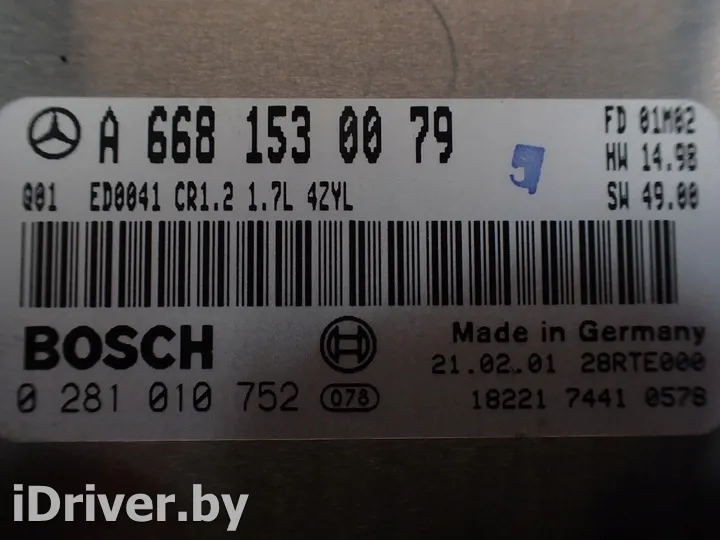 A 668 153 00 79
FD 01M02
HW 14.98
SW 49.00
Q01 ED0041 CR1.2 1.7L 4ZYL
BOSCH
Made in Germany
21.02.01 28RTE000
0 281 010 752 078
18221 7441 0578
iDriver.by